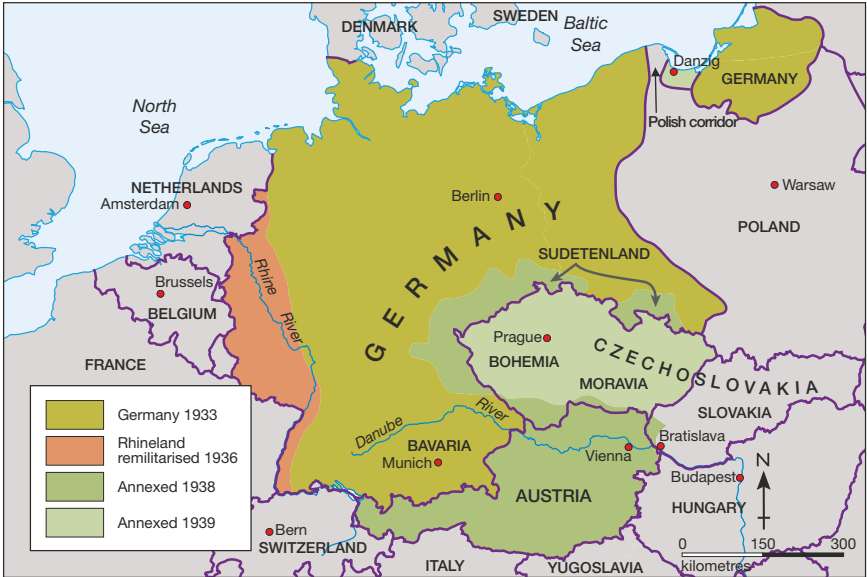 SWEDEN
DENMARK
Baltic
Sea
Danzig
GERMANY
North
Sea
Polish corridor
NETHERLANDS
Amsterdam
Berlin
Warsaw
POLAND
GERMANY
SUDETENLAND
Rhine
River
Brussels
BELGIUM
Prague
BOHEMIA
CZECHOSLOVAKIA
MORAVIA
FRANCE
SLOVAKIA
Danube
River
BAVARIA
Munich
Vienna
Bratislava
Budapest
AUSTRIA
HUNGARY
Bern
SWITZERLAND
ITALY
YUGOSLAVIA
Germany 1933
Rhineland
remilitarised 1936
Annexed 1938
Annexed 1939
N
0 150 300
kilometres